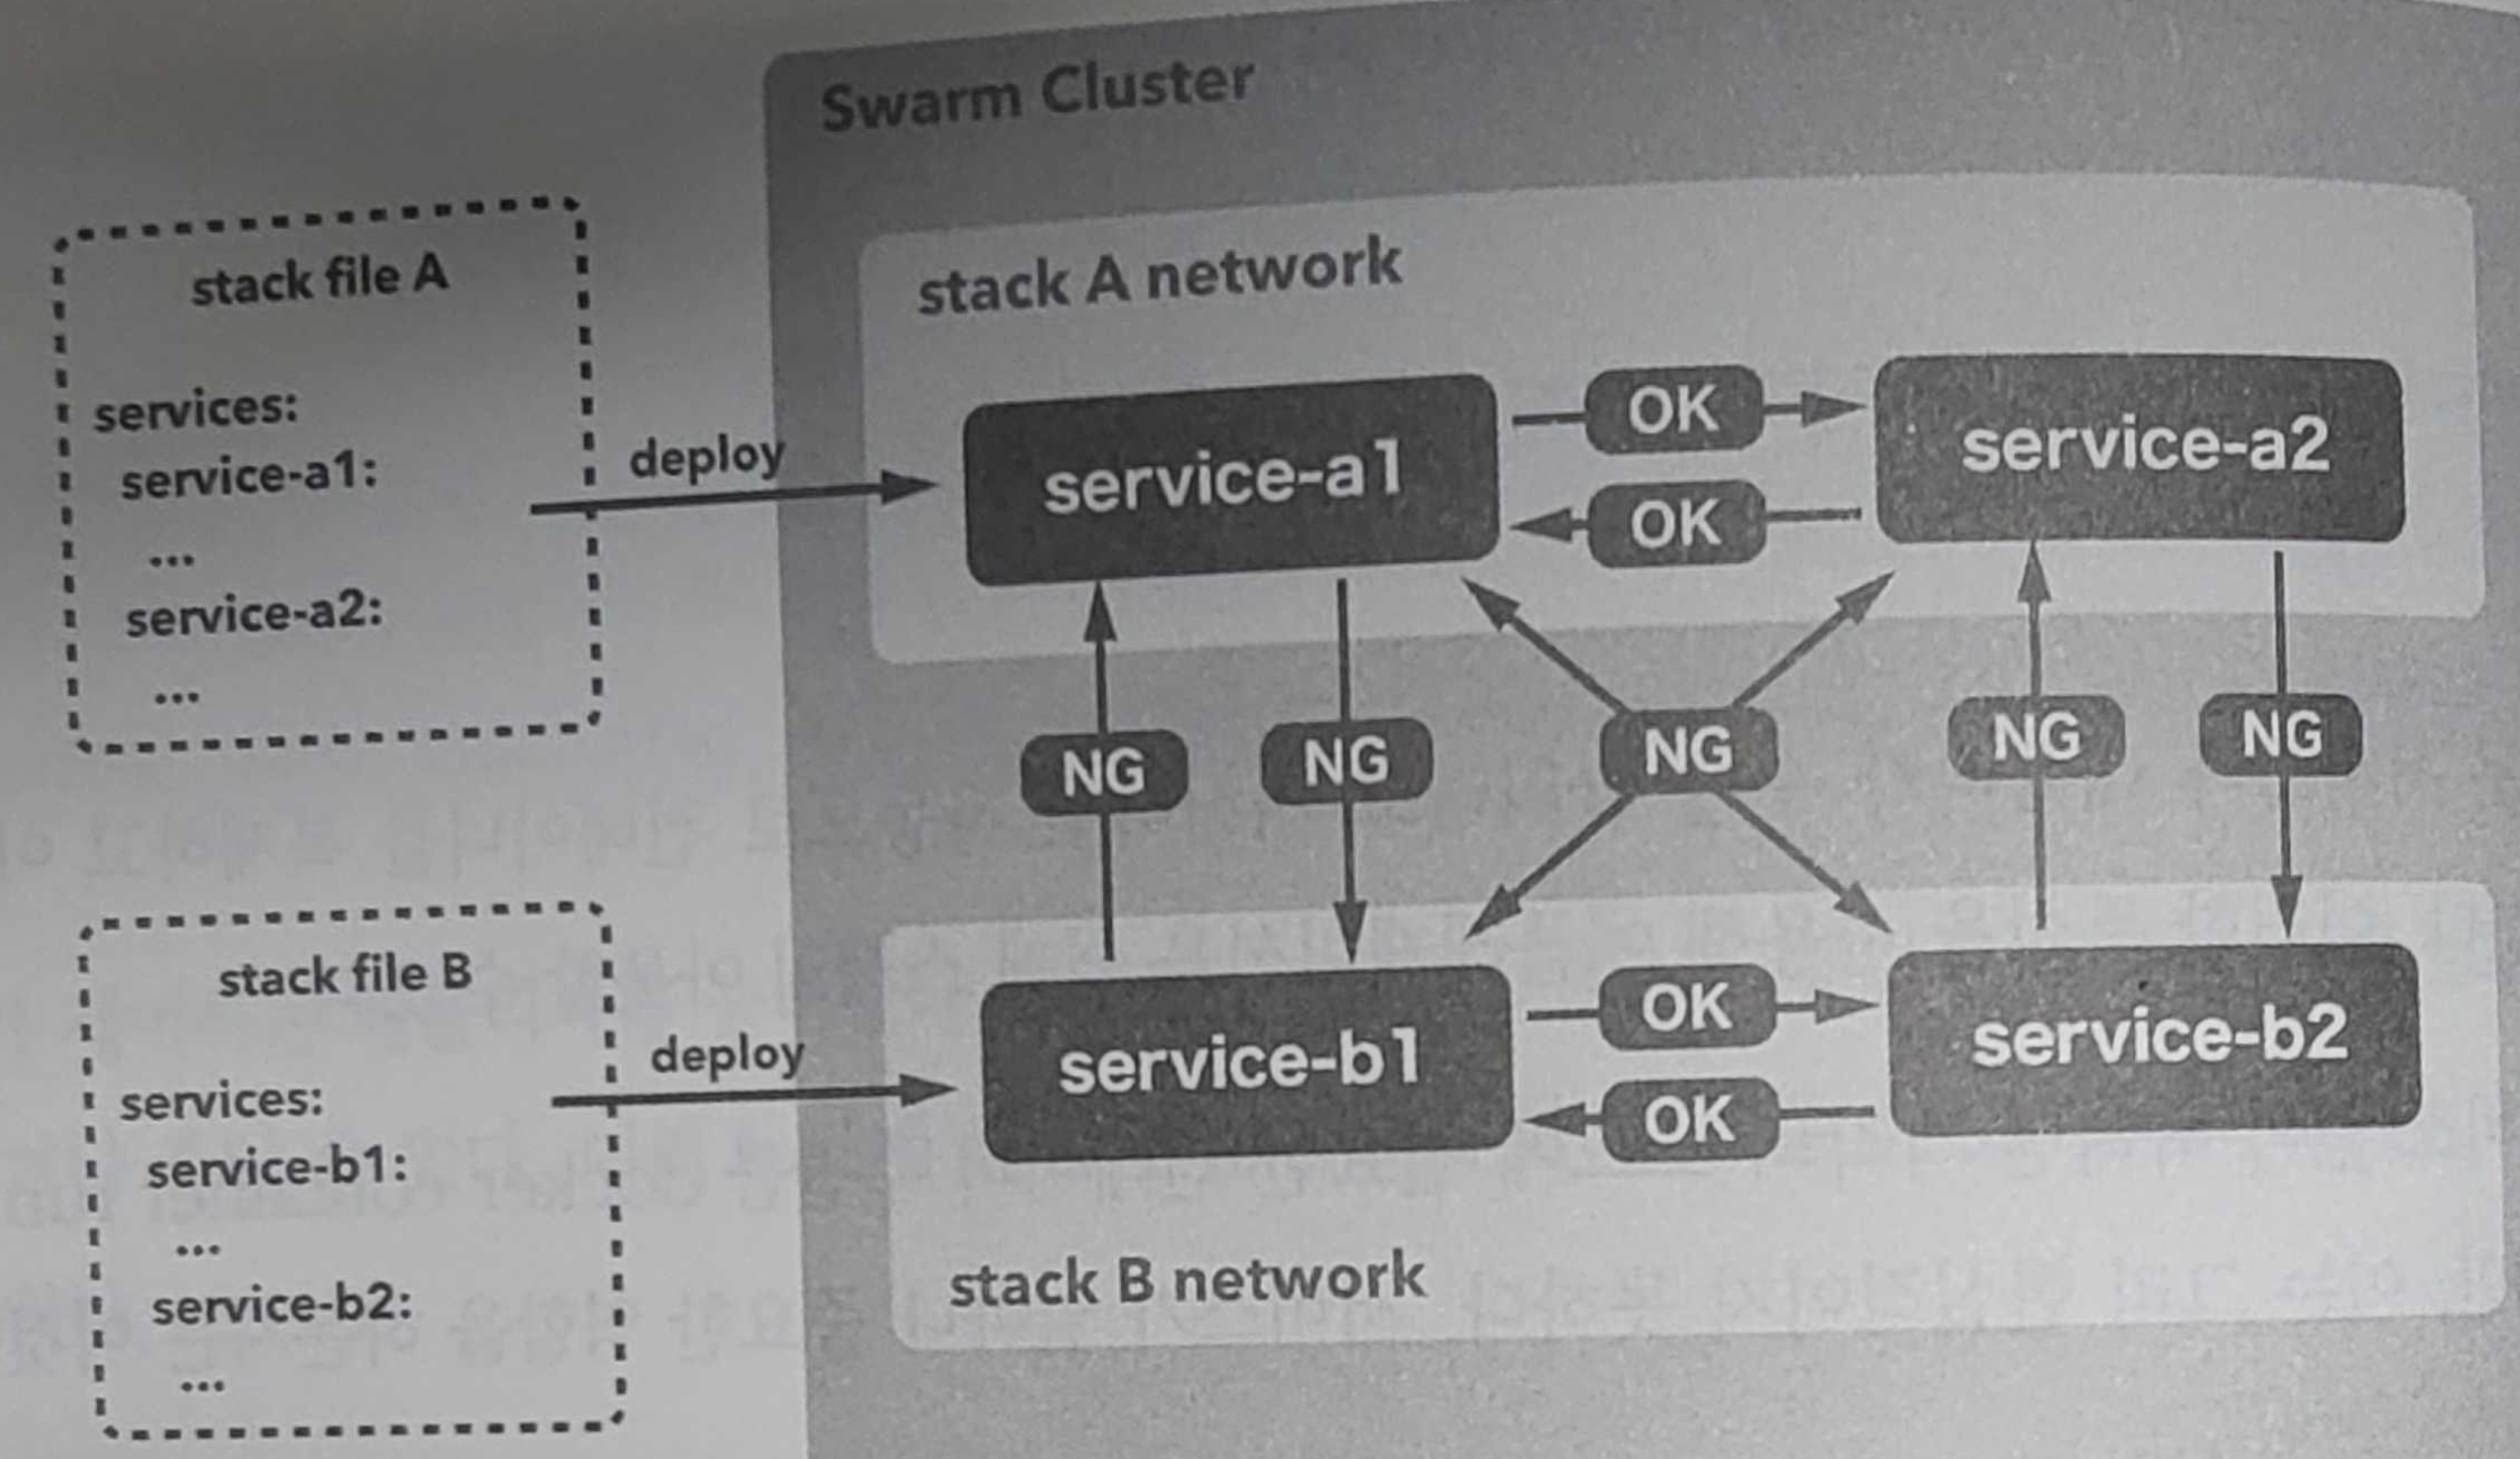 Swarm Cluster
stack file A
services:
service-a1:
...
service-a2:
...
deploy
stack A network
service-a1
OK
OK
service-a2
NG
NG
NG
NG
NG
stack file B
services:
service-b1:
...
service-b2:
...
deploy
service-b1
OK
OK
service-b2
stack B network